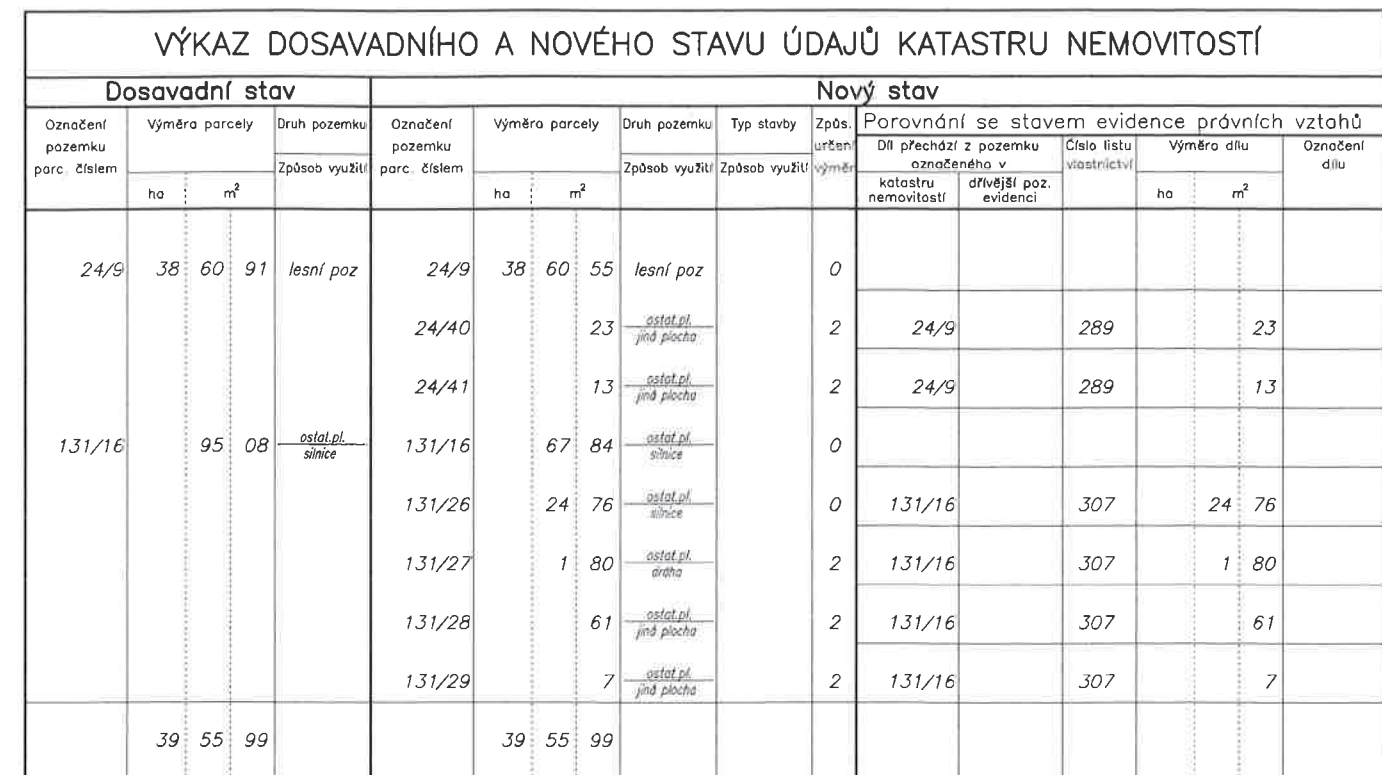 VÝKAZ DOSAVADNÍHO A NOVÉHO STAVU ÚDAJŮ KATASTRU NEMOVITOSTÍ
Dosavadní stav Nový stav
Označení pozemku parc. číslem Výměra parcely ha m² Druh pozemku Způsob využití Označení pozemku parc. číslem Výměra parcely ha m² Druh pozemku Způsob využití Typ stavby Způsob využití Způs. určení výměr Porovnání se stavem evidence právních vztahů
Díl přechází z pozemku označeného v Číslo listu vlastnictví Výměra dílu Označení dílu
katastru nemovitostí dřívější poz. evidenci ha m²
24/9 38 60 91 lesní poz 24/9 38 60 55 lesní poz 0
24/40 23 ostat.pl. jiná plocha 2 24/9 289 23
24/41 13 ostat.pl. jiná plocha 2 24/9 289 13
131/16 95 08 ostat.pl. silnice 131/16 67 84 ostat.pl. silnice 0
131/26 24 76 ostat.pl. silnice 0 131/16 307 24 76
131/27 1 80 ostat.pl. dráha 2 131/16 307 1 80
131/28 61 ostat.pl. jiná plocha 2 131/16 307 61
131/29 7 ostat.pl. jiná plocha 2 131/16 307 7
39 55 99 39 55 99